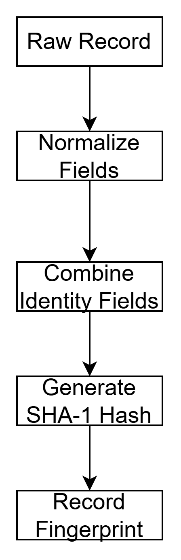 Raw Record
Normalize
Fields
Combine
Identity Fields
Generate
SHA-1 Hash
Record
Fingerprint